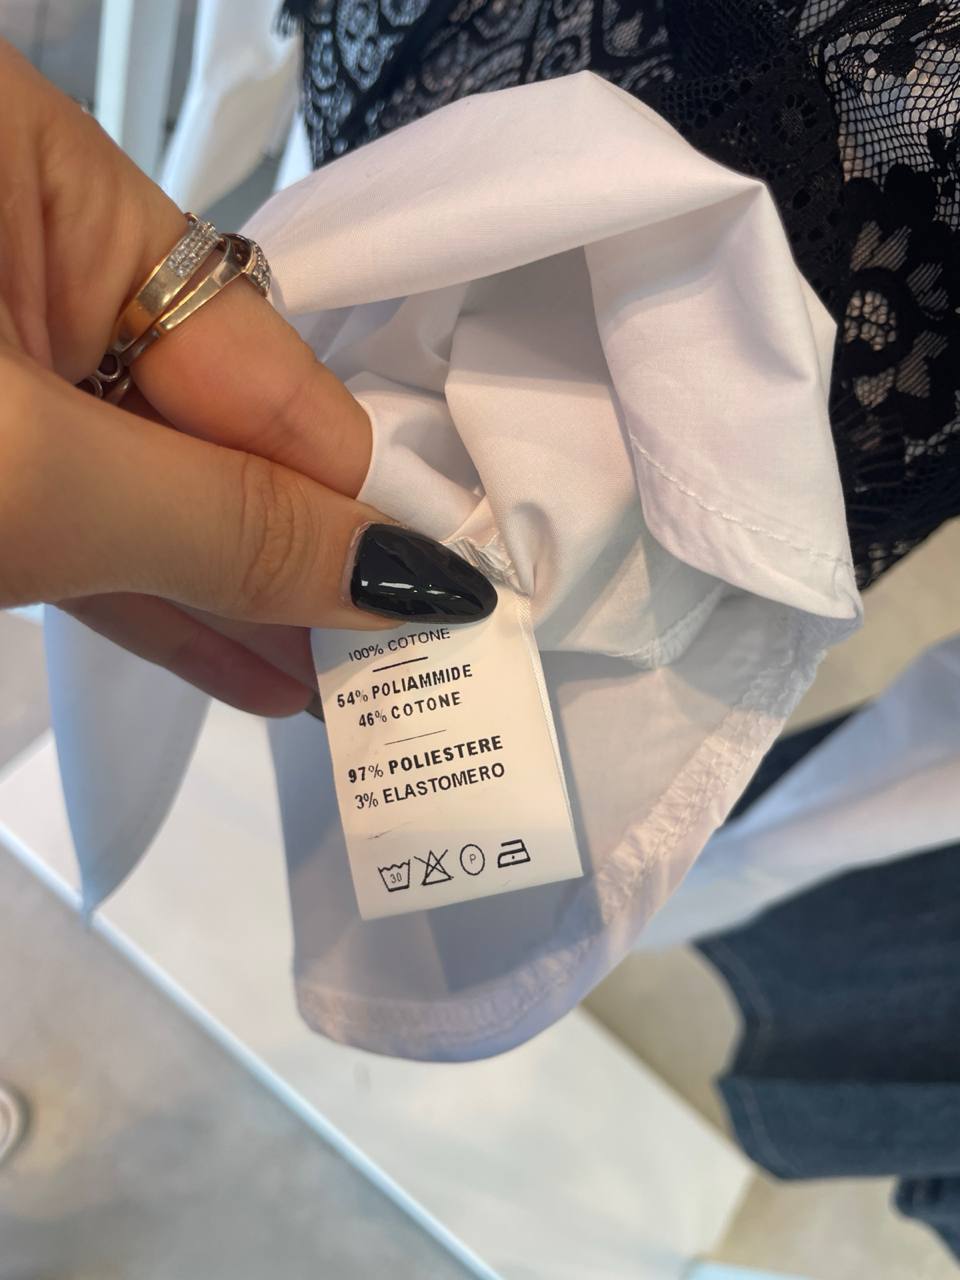 100% COTONE
54% POLIAMMIDE
46% COTONE
97% POLIESTERE
3% ELASTOMERO
30 P